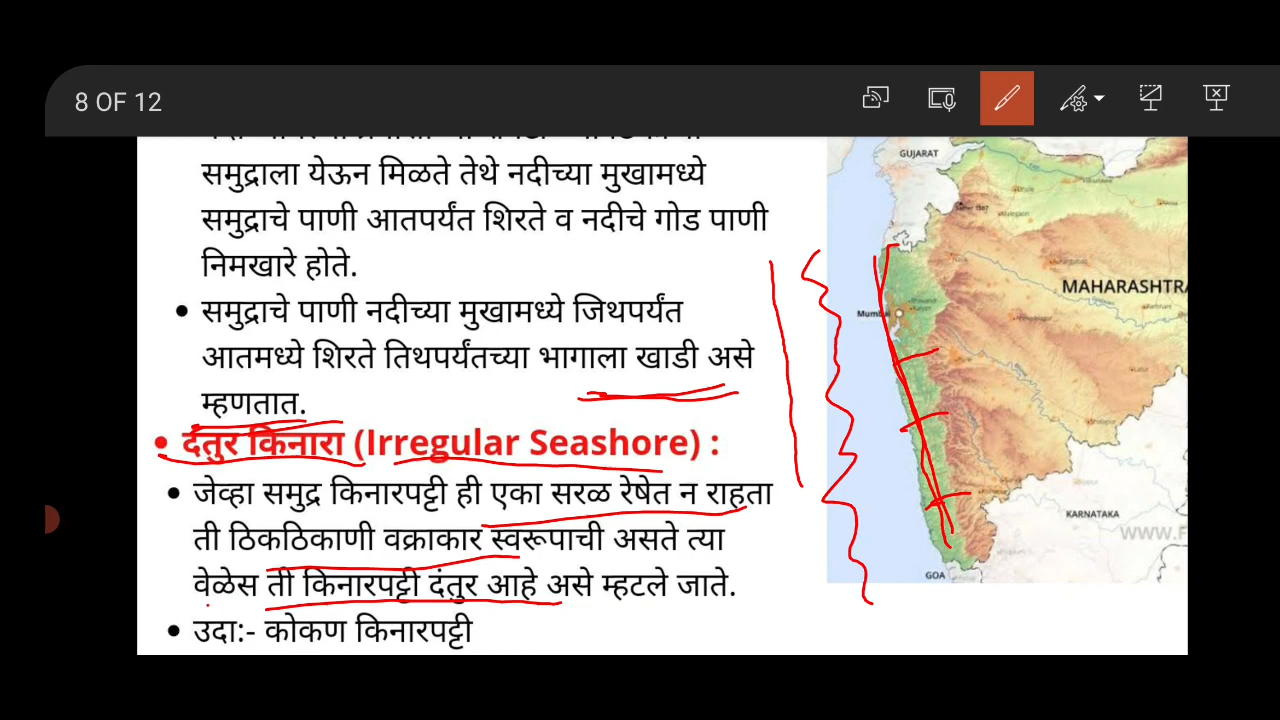 8 OF 12
समुद्राला येऊन मिळते तेथे नदीच्या मुखामध्ये
समुद्राचे पाणी आतपर्यंत शिरते व नदीचे गोड पाणी
निमखारे होते.
• समुद्राचे पाणी नदीच्या मुखामध्ये जिथपर्यंत
आतमध्ये शिरते तिथपर्यंतच्या भागाला खाडी असे
म्हणतात.
• दंतुर किनारा (Irregular Seashore) :
• जेव्हा समुद्र किनारपट्टी ही एका सरळ रेषेत न राहता
ती ठिकठिकाणी वक्राकार स्वरूपाची असते त्या
वेळेस ती किनारपट्टी दंतुर आहे असे म्हटले जाते.
• उदा:- कोकण किनारपट्टी
GUJARAT
MAHARASHTRA
Mumbai
KARNATAKA
www.F
GOA